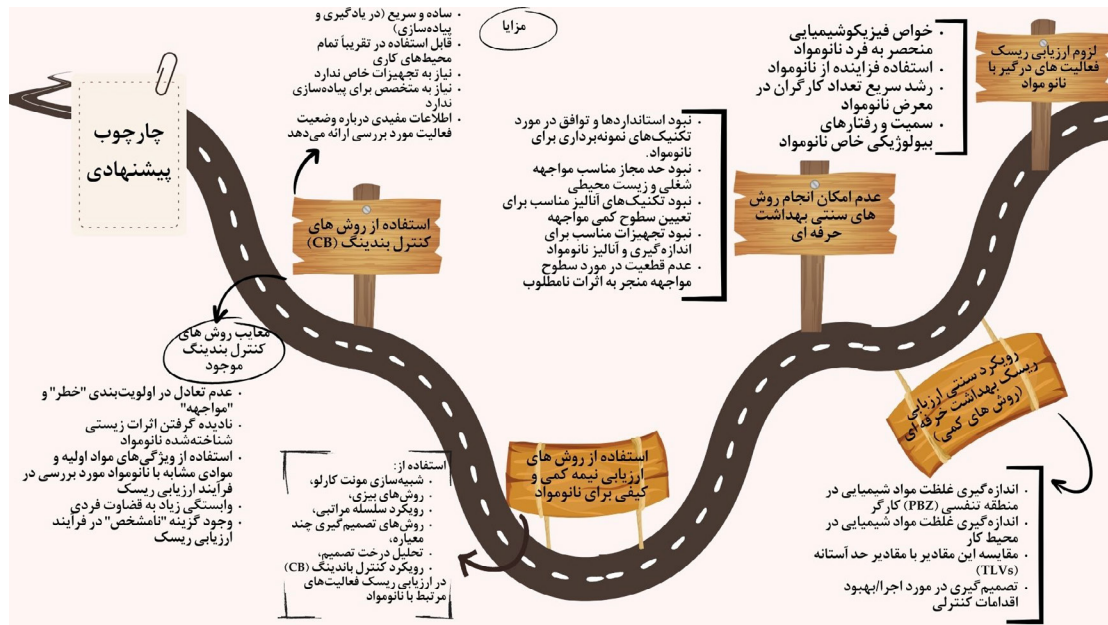 لزوم ارزیابی ریسک
فعالیت های درگیر با
نانو مواد
• خواص فیزیکوشیمیایی
منحصر به فرد نانومواد
• استفاده فزاینده از نانومواد
• رشد سریع تعداد کارگران در
معرض نانومواد
• سمیت و رفتارهای
بیولوژیکی خاص نانومواد
رویکرد سنتی ارزیابی
ریسک بهداشت حرفه ای
(روش های کمی)
• اندازه‌گیری غلظت مواد شیمیایی در
منطقه تنفسی (PBZ) کارگر
• اندازه‌گیری غلظت مواد شیمیایی در
محیط کار
• مقایسه این مقادیر با مقادیر حد آستانه
(TLVs)
• تصمیم‌گیری در مورد اجرا/بهبود
اقدامات کنترلی
عدم امکان انجام روش
های سنتی بهداشت
حرفه ای
• نبود استانداردها و توافق در مورد
تکنیک‌های نمونه‌برداری برای
نانومواد.
• نبود حد مجاز مناسب مواجهه
شغلی و زیست محیطی
• نبود تکنیک‌های آنالیز مناسب برای
تعیین سطوح کمی مواجهه
• نبود تجهیزات مناسب برای
اندازه‌گیری و آنالیز نانومواد
• عدم قطعیت در مورد سطوح
مواجهه منجر به اثرات نامطلوب
استفاده از روش های
ارزیابی نیمه کمی و
کیفی برای نانومواد
استفاده از:
• شبیه‌سازی مونت کارلو،
• روش‌های بیزی،
• رویکرد سلسله مراتبی،
• روش‌های تصمیم‌گیری چند
معیاره،
• تحلیل درخت تصمیم،
• رویکرد کنترل باندینگ (CB)
در ارزیابی ریسک فعالیت‌های
مرتبط با نانومواد
استفاده از روش های
کنترل بندینگ (CB)
مزایا
• ساده و سریع (در یادگیری و
پیاده‌سازی)
• قابل استفاده در تقریباً تمام
محیط‌های کاری
• نیاز به تجهیزات خاص ندارد
• نیاز به متخصص برای پیاده‌سازی
ندارد
• اطلاعات مفیدی درباره وضعیت
فعالیت مورد بررسی ارائه می‌دهد
معایب روش های
کنترل بندینگ
موجود
• عدم تعادل در اولویت‌بندی "خطر" و
"مواجهه"
• نادیده گرفتن اثرات زیستی
شناخته‌شده نانومواد
• استفاده از ویژگی‌های مواد اولیه و
موادی مشابه با نانومواد مورد بررسی در
فرآیند ارزیابی ریسک
• وابستگی زیاد به قضاوت فردی
• وجود گزینه "نامشخص" در فرآیند
ارزیابی ریسک
چارچوب
پیشنهادی